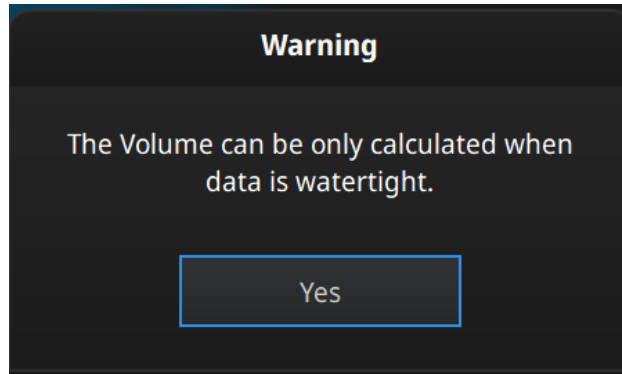 Warning
The Volume can be only calculated when
data is watertight.
Yes